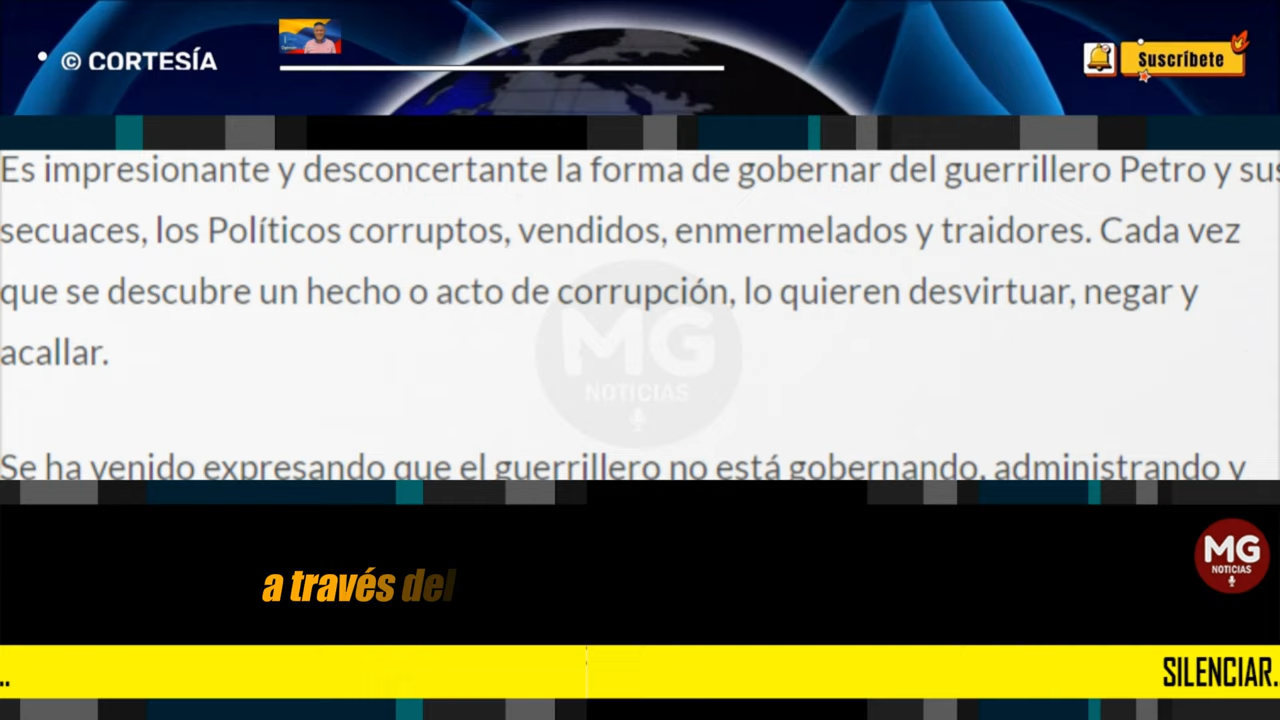 © CORTESÍA
Suscríbete
Es impresionante y desconcertante la forma de gobernar del guerrillero Petro y sus
secuaces, los Políticos corruptos, vendidos, enmermelados y traidores. Cada vez
que se descubre un hecho o acto de corrupción, lo quieren desvirtuar, negar y
acallar.
MG
NOTICIAS
Se ha venido expresando que el guerrillero no está gobernando, administrando y
MG
NOTICIAS
a través del
..
SILENCIAR.